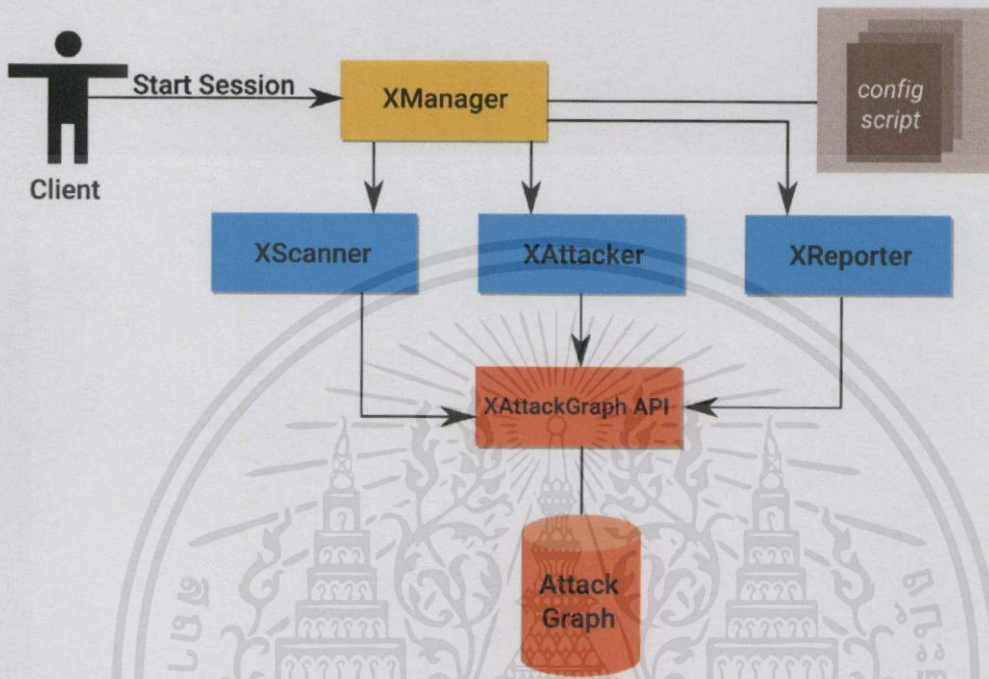 Start Session
XManager
config
script
Client
XScanner
XAttacker
XReporter
XAttackGraph API
Attack
Graph